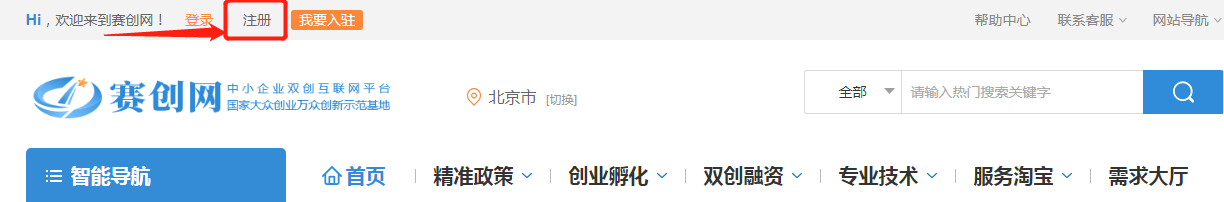 Hi，欢迎来到赛创网！ 登录 注册 我要入驻 帮助中心 联系客服 网站导航
赛创网 中小企业双创互联网平台
国家大众创业万众创新示范基地
北京市 [切换] 全部 请输入热门搜索关键字
智能导航 首页 精准政策 创业孵化 双创融资 专业技术 服务淘宝 需求大厅